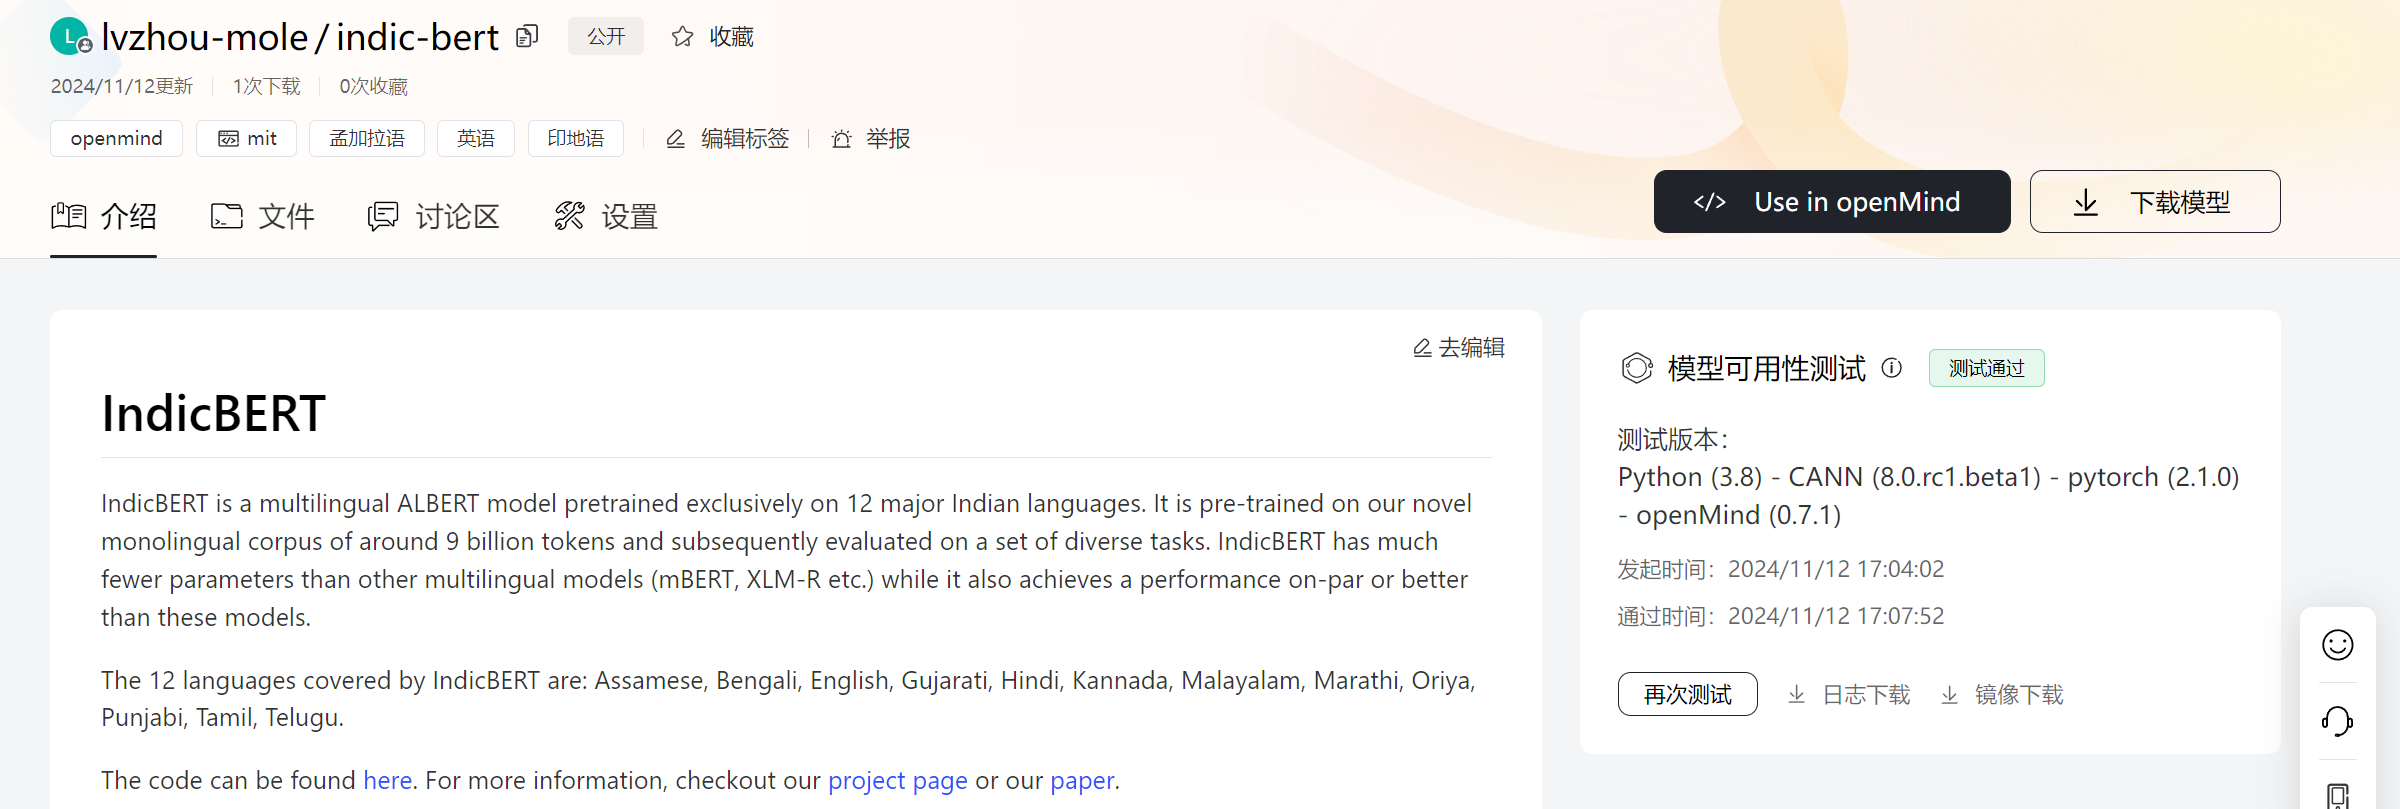 L lvzhou-mole / indic-bert 公开 收藏
2024/11/12更新 1次下载 0次收藏
openmind mit 孟加拉语 英语 印地语 编辑标签 举报
介绍 文件 讨论区 设置
</> Use in openMind 下载模型
去编辑
IndicBERT
IndicBERT is a multilingual ALBERT model pretrained exclusively on 12 major Indian languages. It is pre-trained on our novel
monolingual corpus of around 9 billion tokens and subsequently evaluated on a set of diverse tasks. IndicBERT has much
fewer parameters than other multilingual models (mBERT, XLM-R etc.) while it also achieves a performance on-par or better
than these models.
The 12 languages covered by IndicBERT are: Assamese, Bengali, English, Gujarati, Hindi, Kannada, Malayalam, Marathi, Oriya,
Punjabi, Tamil, Telugu.
The code can be found here. For more information, checkout our project page or our paper.
模型可用性测试 测试通过
测试版本：
Python (3.8) - CANN (8.0.rc1.beta1) - pytorch (2.1.0)
- openMind (0.7.1)
发起时间：2024/11/12 17:04:02
通过时间：2024/11/12 17:07:52
再次测试 日志下载 镜像下载